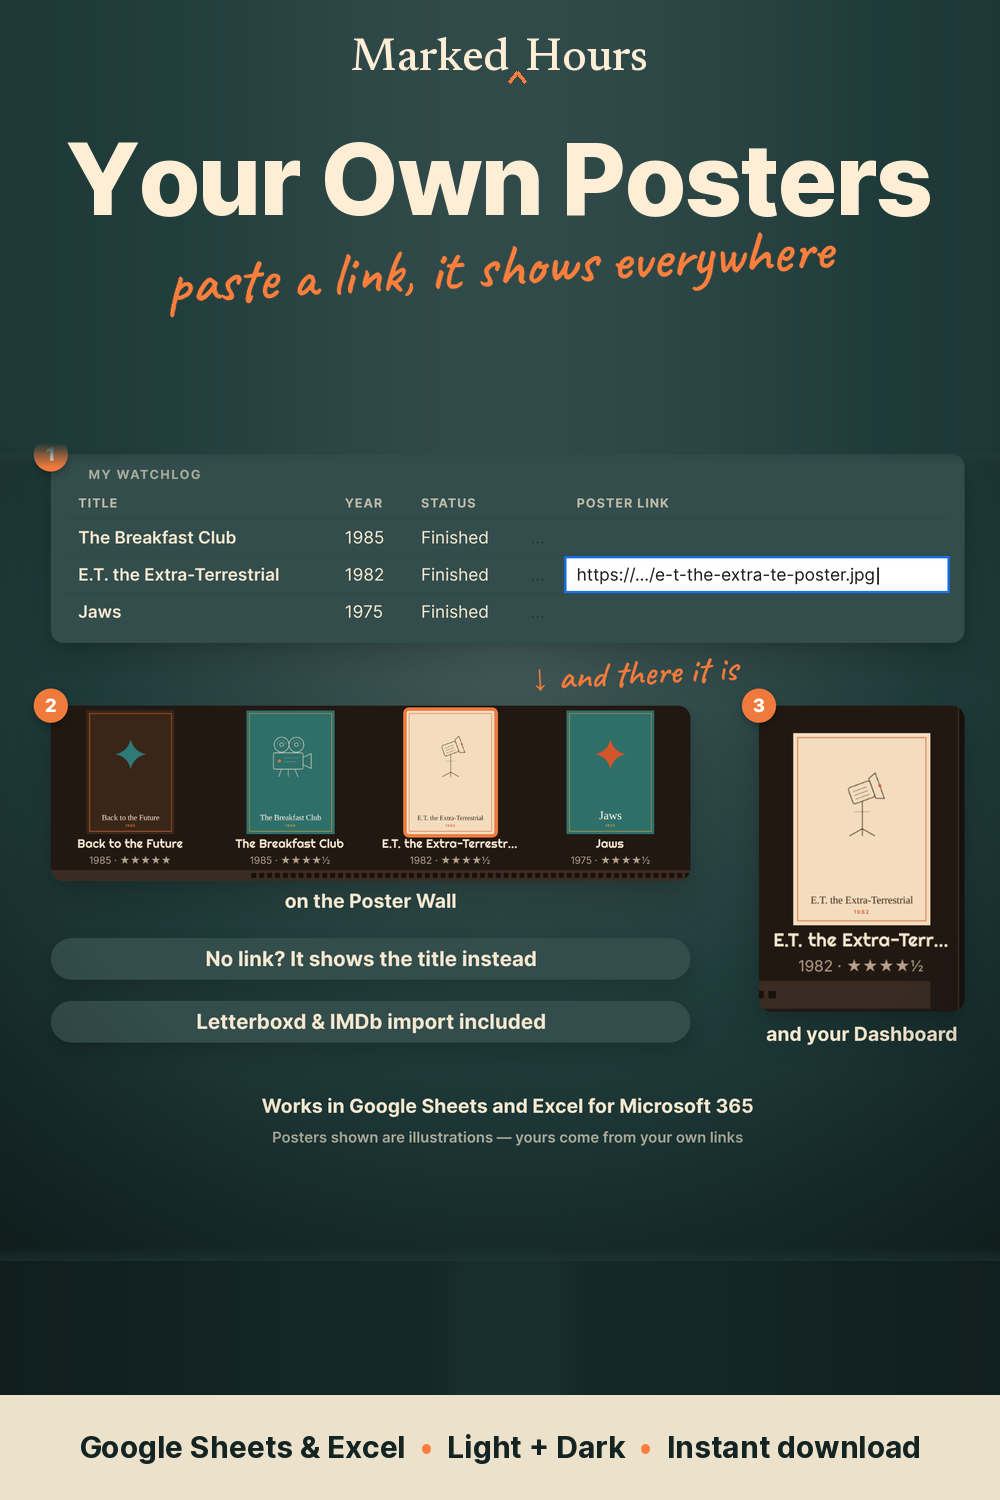 Marked Hours
Your Own Posters
paste a link, it shows everywhere
1
MY WATCHLOG
TITLE YEAR STATUS POSTER LINK
The Breakfast Club 1985 Finished ...
E.T. the Extra-Terrestrial 1982 Finished ... https://.../e-t-the-extra-te-poster.jpg
Jaws 1975 Finished ...
↓ and there it is
2
Back to the Future
1985
The Breakfast Club
1985
E.T. the Extra-Terrestrial
1982
Jaws
1975
Back to the Future
1985 · ★★★★★
The Breakfast Club
1985 · ★★★★½
E.T. the Extra-Terrestr...
1982 · ★★★★½
Jaws
1975 · ★★★★½
on the Poster Wall
3
E.T. the Extra-Terrestrial
1982
E.T. the Extra-Terr...
1982 · ★★★★½
and your Dashboard
No link? It shows the title instead
Letterboxd & IMDb import included
Works in Google Sheets and Excel for Microsoft 365
Posters shown are illustrations — yours come from your own links
Google Sheets & Excel • Light + Dark • Instant download